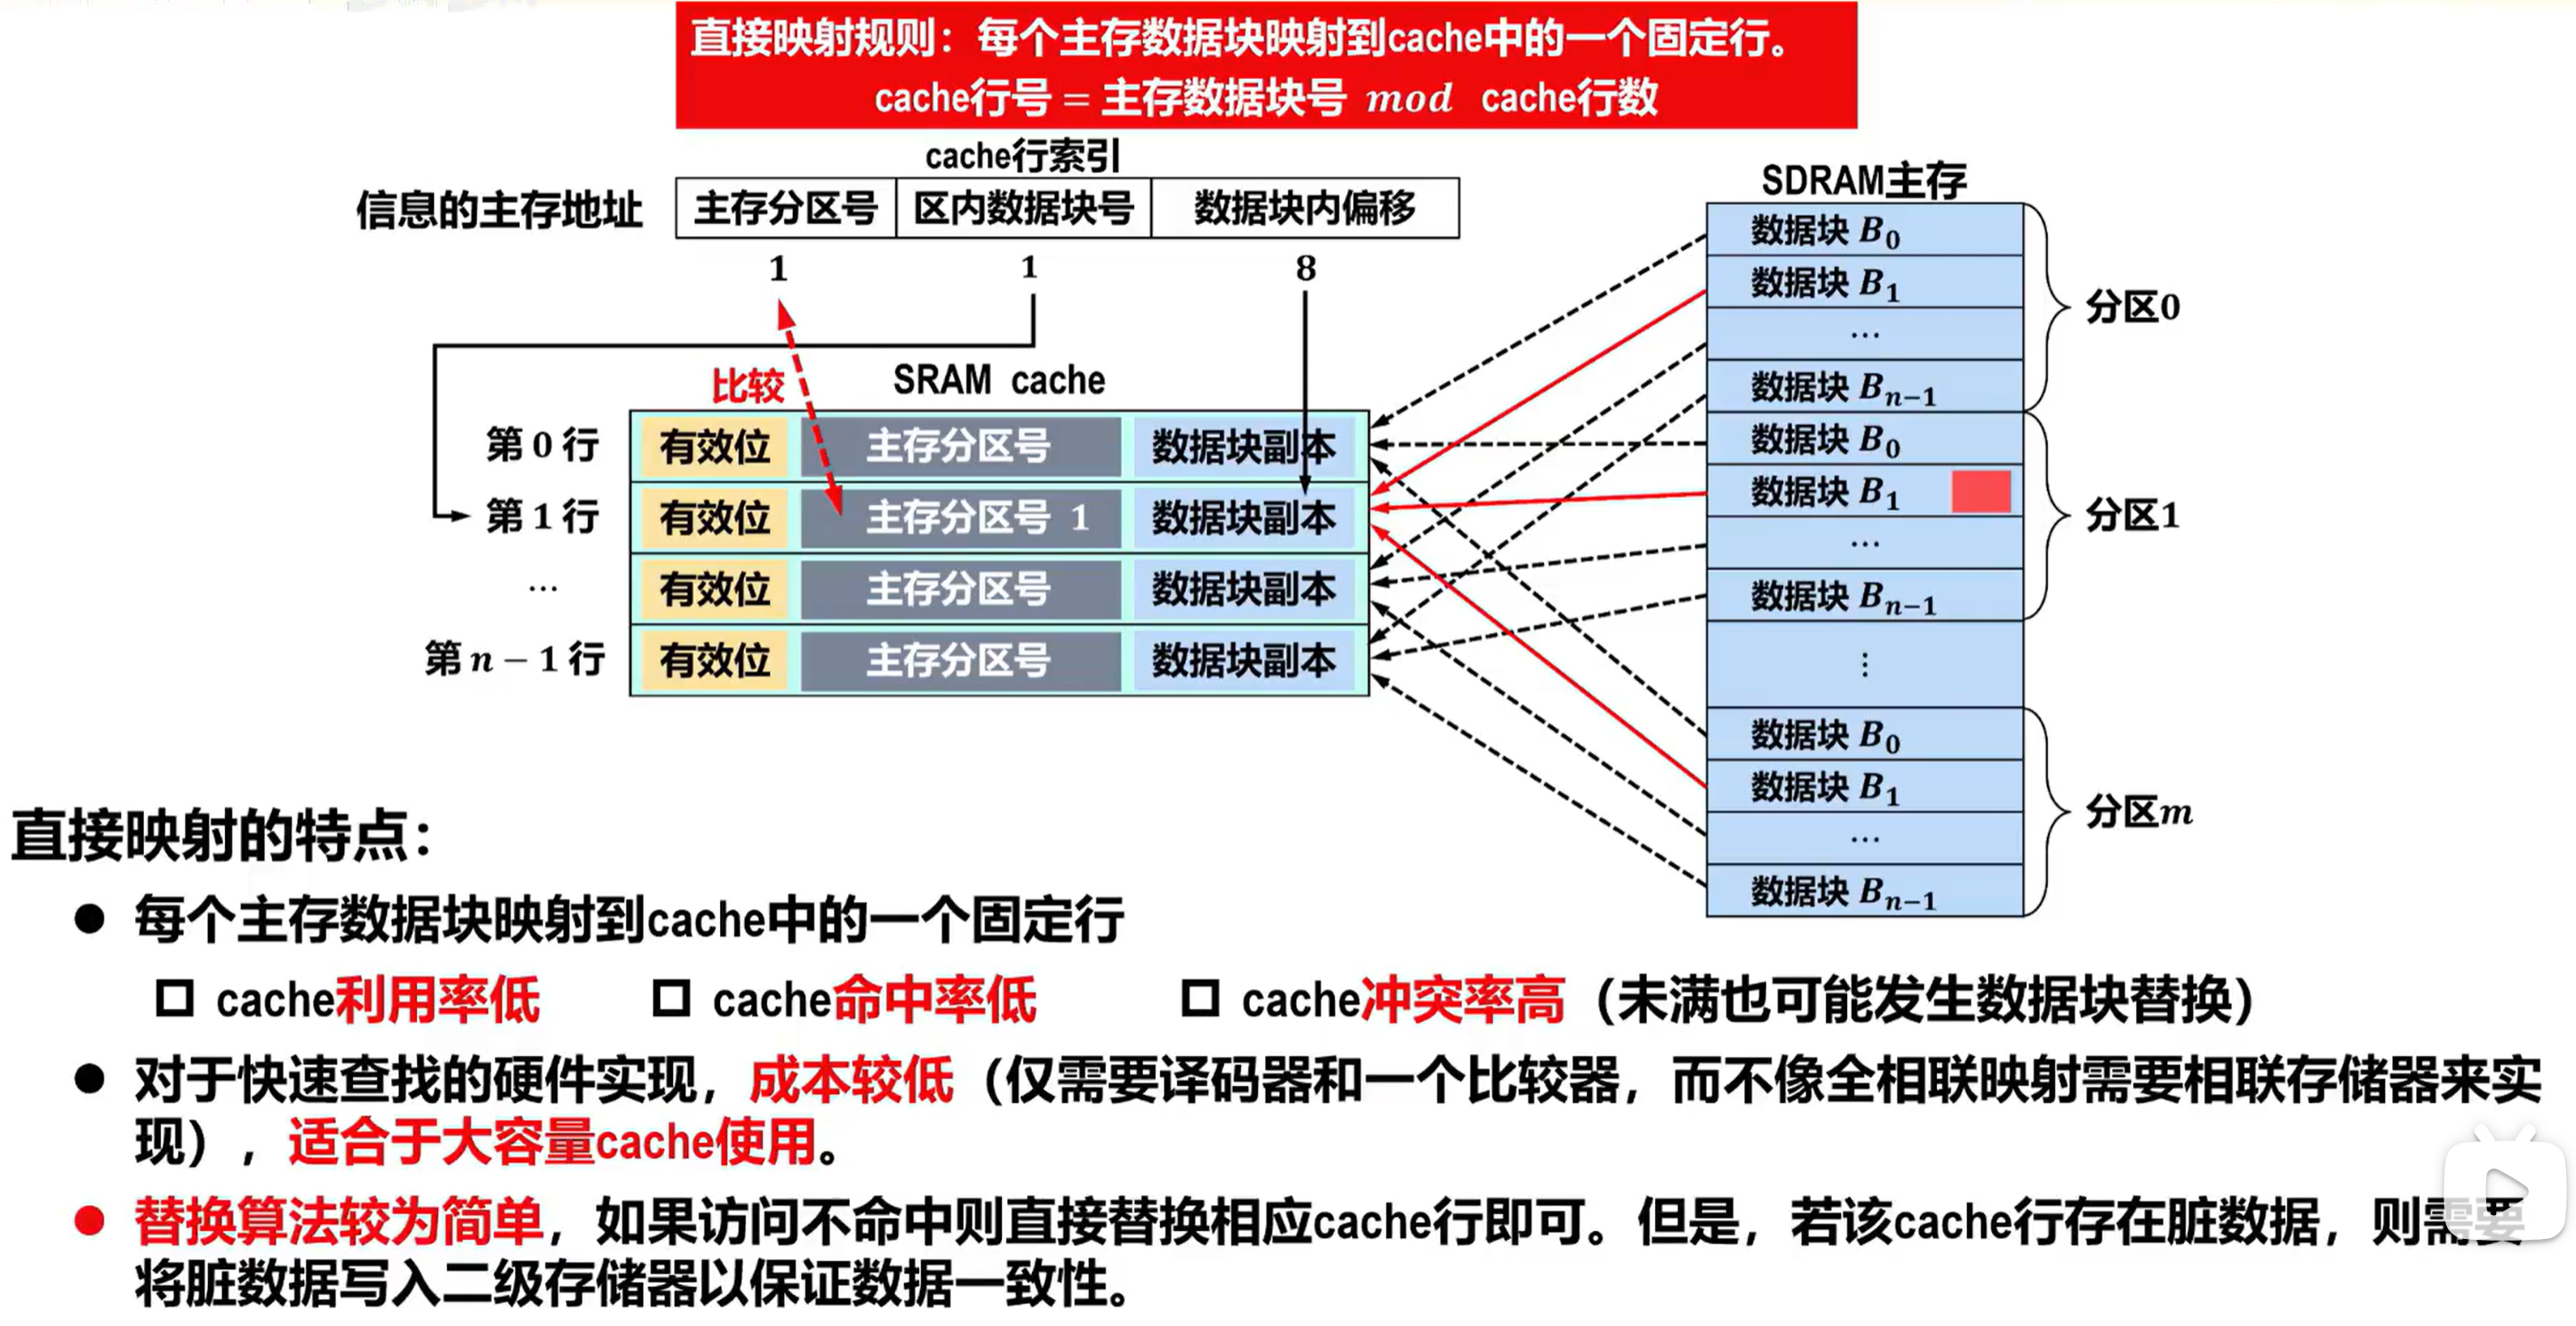 直接映射规则：每个主存数据块映射到cache中的一个固定行。
cache行号 = 主存数据块号 mod cache行数
cache行索引
信息的主存地址 主存分区号 区内数据块号 数据块内偏移
1 1 8
比较
SRAM cache
第 0 行 有效位 主存分区号 数据块副本
第 1 行 有效位 主存分区号 1 数据块副本
… 有效位 主存分区号 数据块副本
第 n − 1 行 有效位 主存分区号 数据块副本
SDRAM主存
数据块 B₀
数据块 B₁
…
数据块 Bₙ₋₁
分区0
数据块 B₀
数据块 B₁
…
数据块 Bₙ₋₁
分区1
⋮
数据块 B₀
数据块 B₁
…
数据块 Bₙ₋₁
分区m
直接映射的特点：
● 每个主存数据块映射到cache中的一个固定行
□ cache利用率低 □ cache命中率低 □ cache冲突率高（未满也可能发生数据块替换）
● 对于快速查找的硬件实现，成本较低（仅需要译码器和一个比较器，而不像全相联映射需要相联存储器来实
现），适合于大容量cache使用。
● 替换算法较为简单，如果访问不命中则直接替换相应cache行即可。但是，若该cache行存在脏数据，则需要
将脏数据写入二级存储器以保证数据一致性。